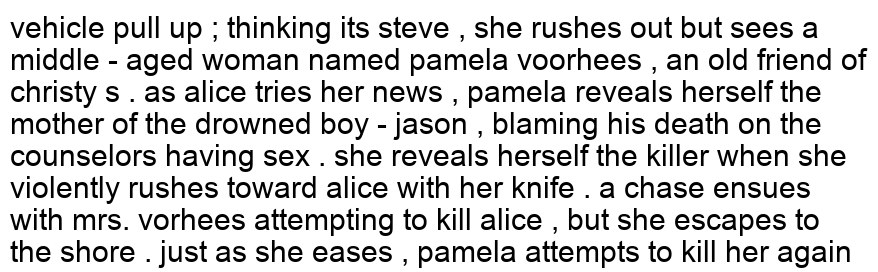 vehicle pull up ; thinking its steve , she rushes out but sees a
middle - aged woman named pamela voorhees , an old friend of
christy s . as alice tries her news , pamela reveals herself the
mother of the drowned boy - jason , blaming his death on the
counselors having sex . she reveals herself the killer when she
violently rushes toward alice with her knife . a chase ensues
with mrs. vorhees attempting to kill alice , but she escapes to
the shore . just as she eases , pamela attempts to kill her again